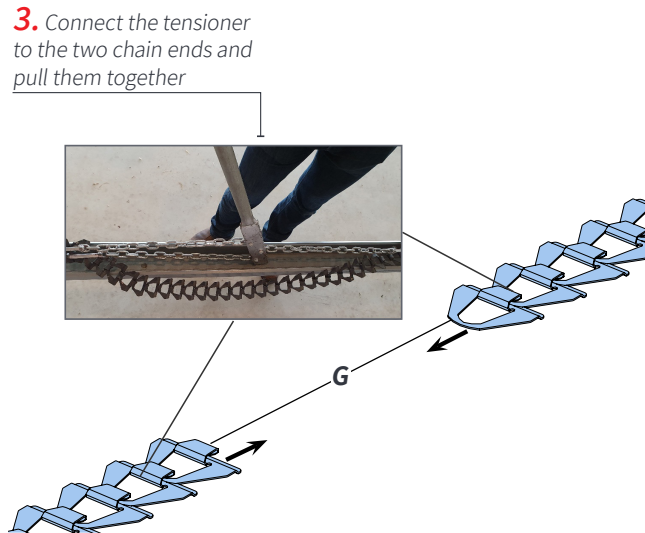 3. Connect the tensioner
to the two chain ends and
pull them together
G